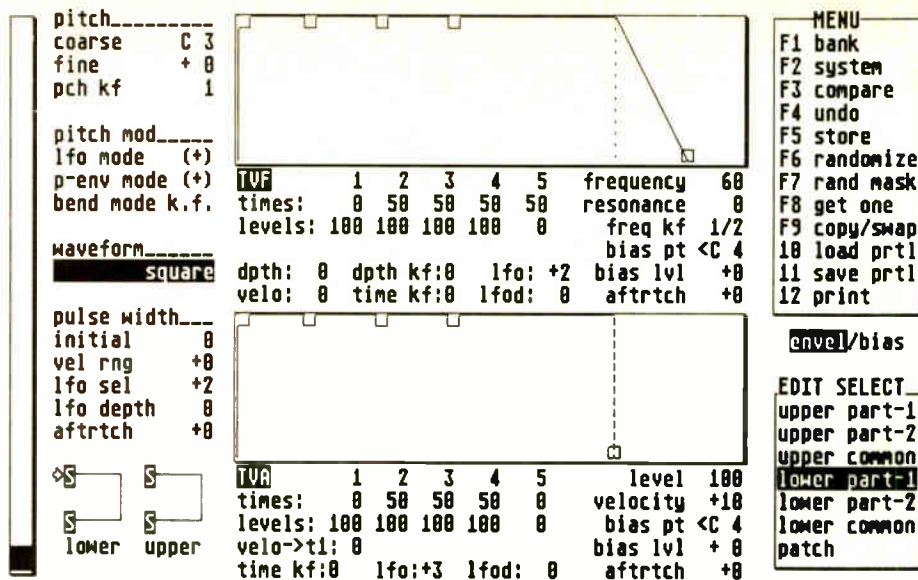 pitch
coarse C 3
fine + 0
pch kf 1
pitch mod
lfo mode (+)
p-env mode (+)
bend mode k.f.
waveform
square
pulse width
initial 0
vel rng +0
lfo sel +2
lfo depth 0
aftrtch +0
S S
S S
lower upper
TVF 1 2 3 4 5 frequency 60
times: 0 50 50 50 50 resonance 0
levels: 100 100 100 100 0 freq kf 1/2
bias pt <C 4
dpth: 0 dpth kf:0 lfo: +2 bias lvl +0
velo: 0 time kf:0 lfod: 0 aftrtch +0
TVA 1 2 3 4 5 level 100
times: 0 50 50 50 0 velocity +10
levels: 100 100 100 100 0 bias pt <C 4
velo->t1: 0 bias lvl + 0
time kf:0 lfo:+3 lfod: 0 aftrtch +0
MENU
F1 bank
F2 system
F3 compare
F4 undo
F5 store
F6 randomize
F7 rand mask
F8 get one
F9 copy/swap
10 load prtl
11 save prtl
12 print
envel/bias
EDIT SELECT
upper part-1
upper part-2
upper common
lower part-1
lower part-2
lower common
patch